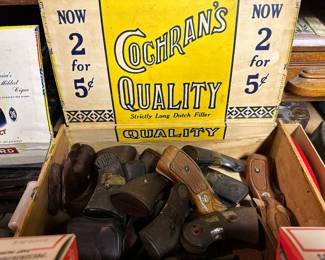 NOW
2
for
5¢
COCHRAN'S
QUALITY
Strictly Long Dutch Filler
NOW
2
for
5¢
QUALITY